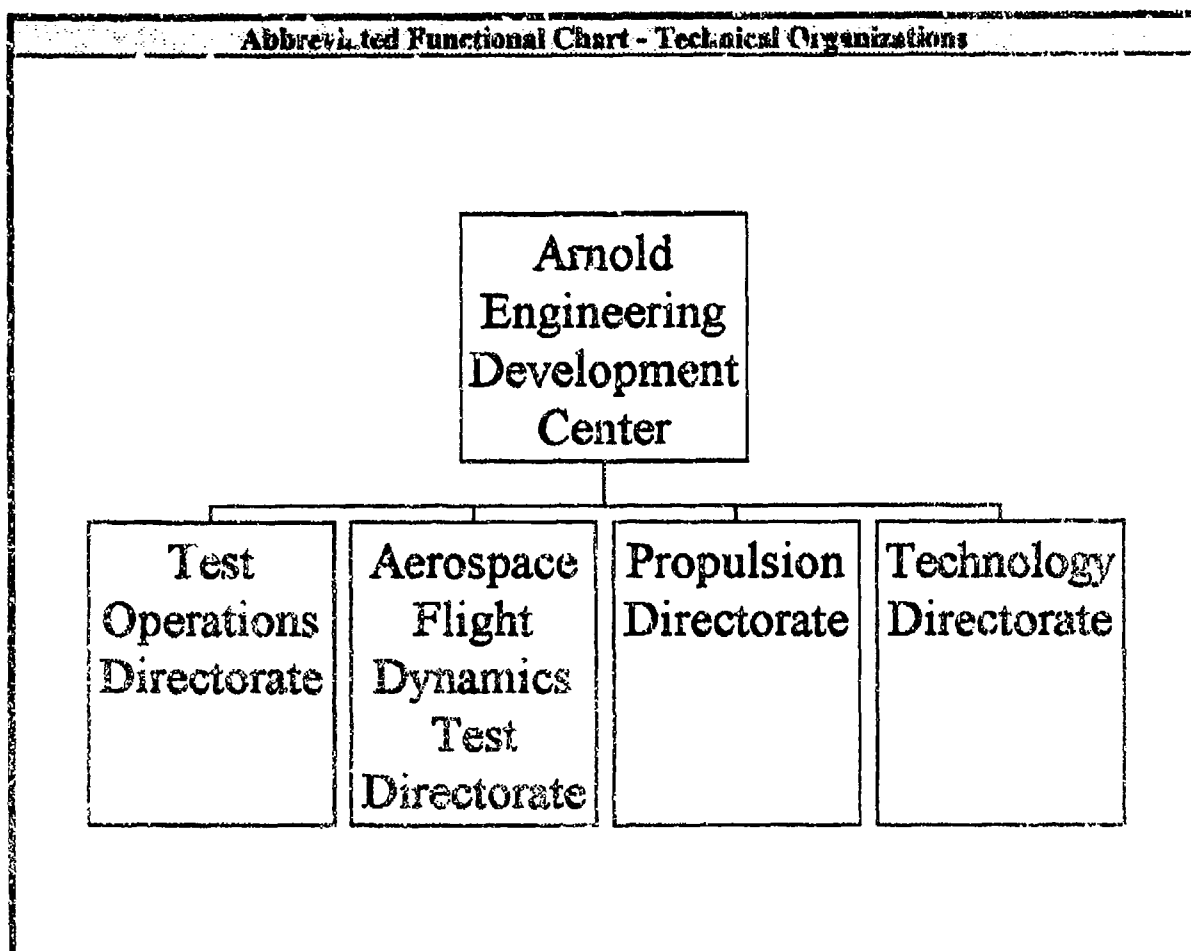 Abbreviated Functional Chart - Technical Organizations
Arnold
Engineering
Development
Center
Test
Operations
Directorate
Aerospace
Flight
Dynamics
Test
Directorate
Propulsion
Directorate
Technology
Directorate